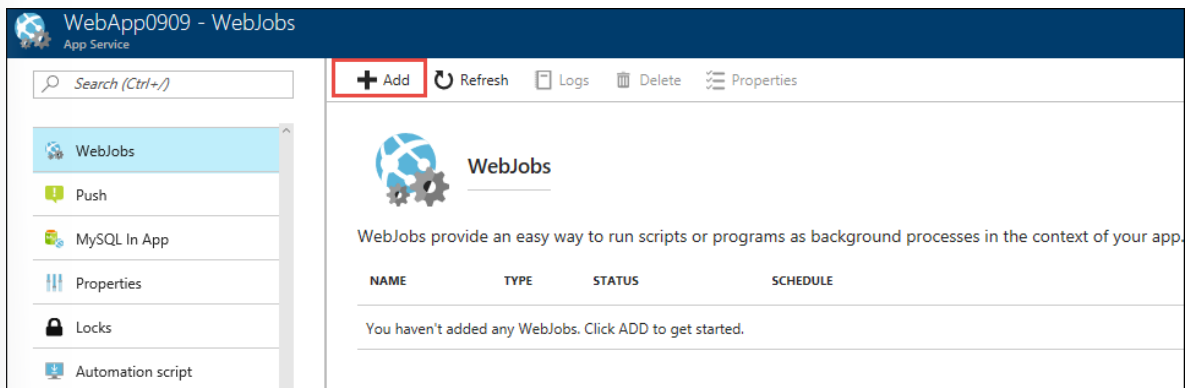 WebApp0909 - WebJobs
App Service
Search (Ctrl+/)
WebJobs
Push
MySQL In App
Properties
Locks
Automation script
Add Refresh Logs Delete Properties
WebJobs
WebJobs provide an easy way to run scripts or programs as background processes in the context of your app.
NAME TYPE STATUS SCHEDULE
You haven't added any WebJobs. Click ADD to get started.